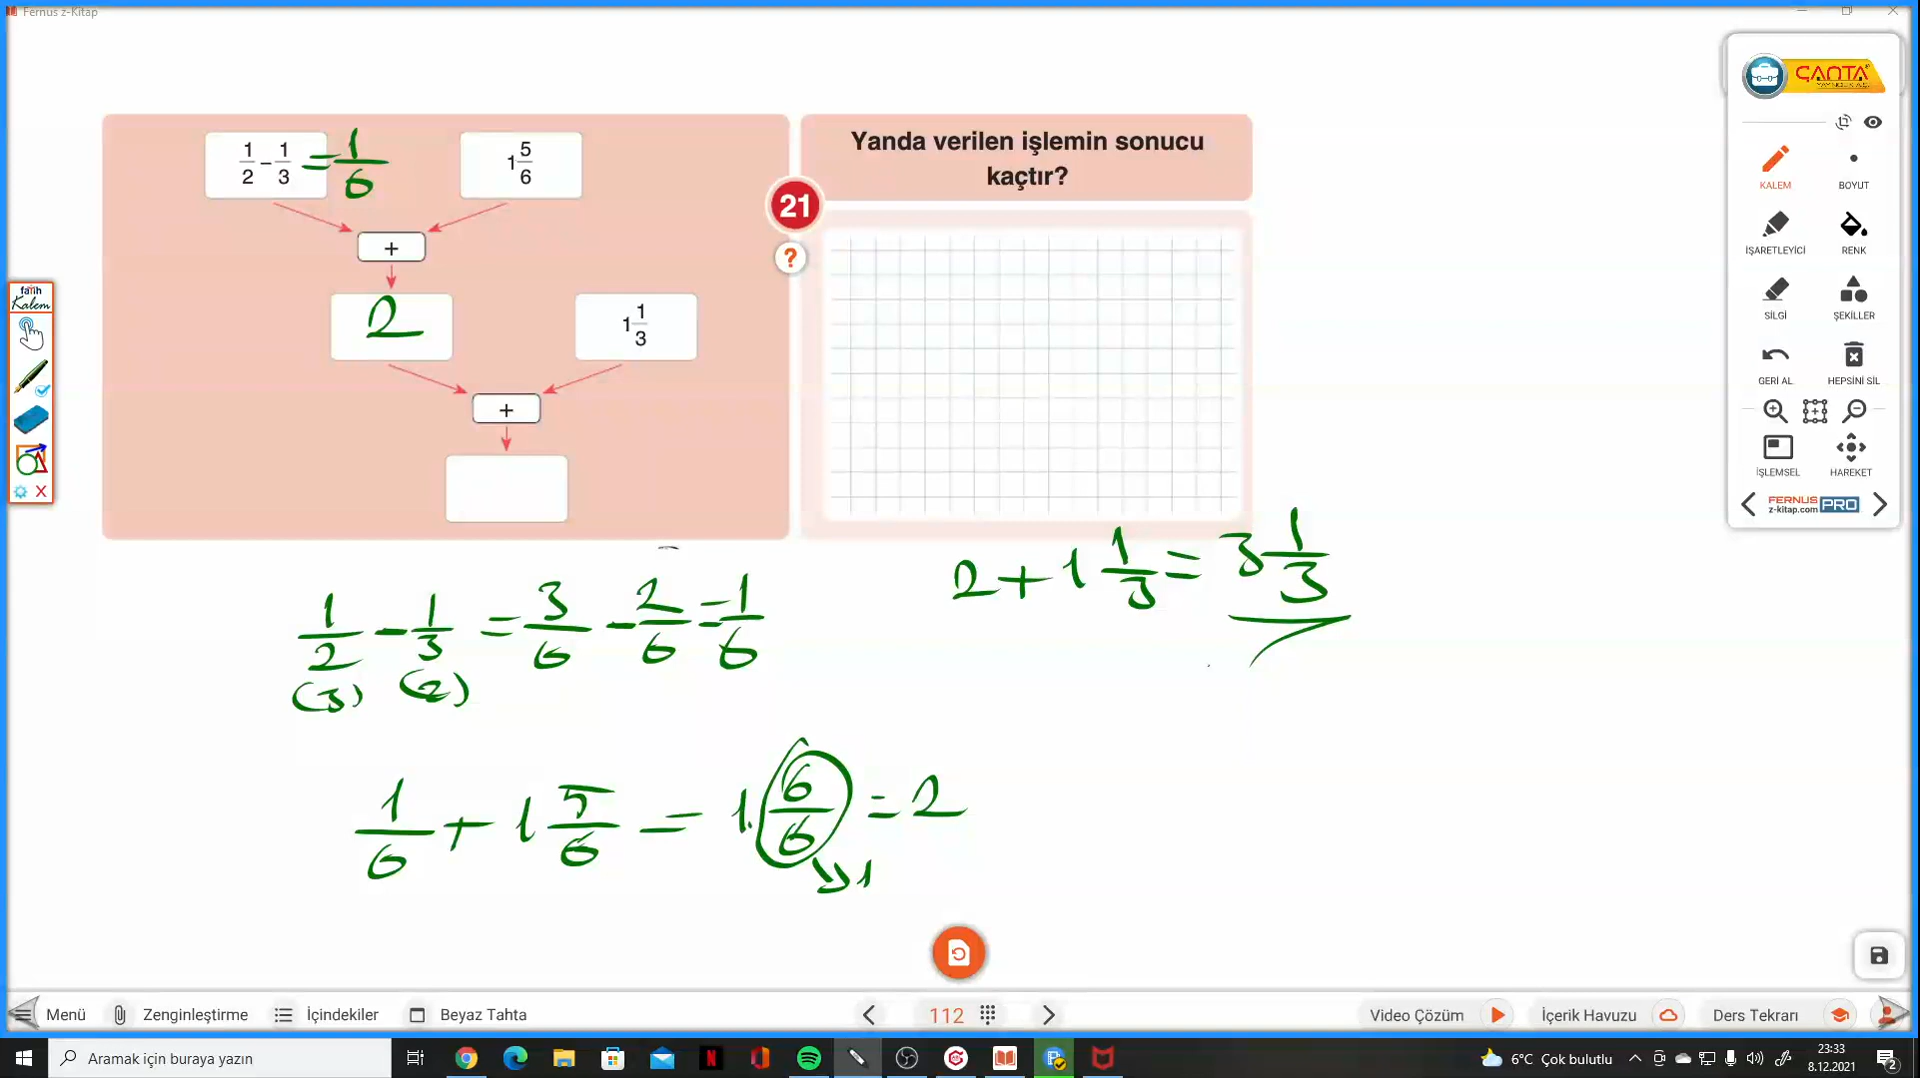 Fernus z-Kitap
1/2 - 1/3 = 1/6
1 5/6
+
2
1 1/3
+
21
?
Yanda verilen işlemin sonucu
kaçtır?
2 + 1 1/3 = 3 1/3
1/2 - 1/3 = 3/6 - 2/6 = 1/6
(3) (2)
1/6 + 1 5/6 = 1 6/6 = 2
1
fatih
Kalem
X
ÇANTA
YAYINCILIK A.Ş.
KALEM
BOYUT
İŞARETLEYİCİ
RENK
SİLGİ
ŞEKİLLER
GERİ AL
HEPSİNİ SİL
İŞLEMSEL
HAREKET
FERNUS
z-kitap.com PRO
Menü
Zenginleştirme
İçindekiler
Beyaz Tahta
112
Video Çözüm
İçerik Havuzu
Ders Tekrarı
Aramak için buraya yazın
6°C Çok bulutlu
23:33
8.12.2021
2